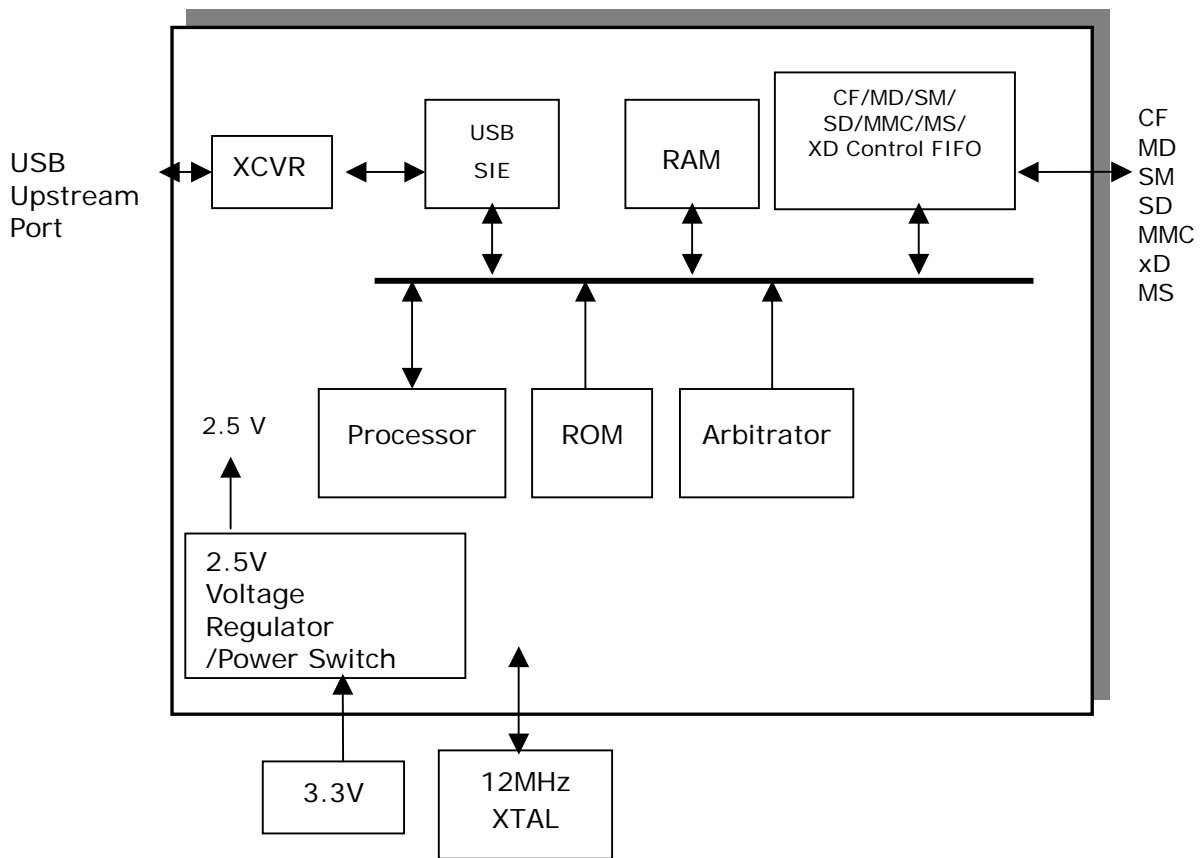 USB
Upstream
Port
XCVR
USB
SIE
RAM
CF/MD/SM/
SD/MMC/MS/
XD Control FIFO
CF
MD
SM
SD
MMC
xD
MS
Processor
ROM
Arbitrator
2.5 V
2.5V
Voltage
Regulator
/Power Switch
3.3V
12MHz
XTAL